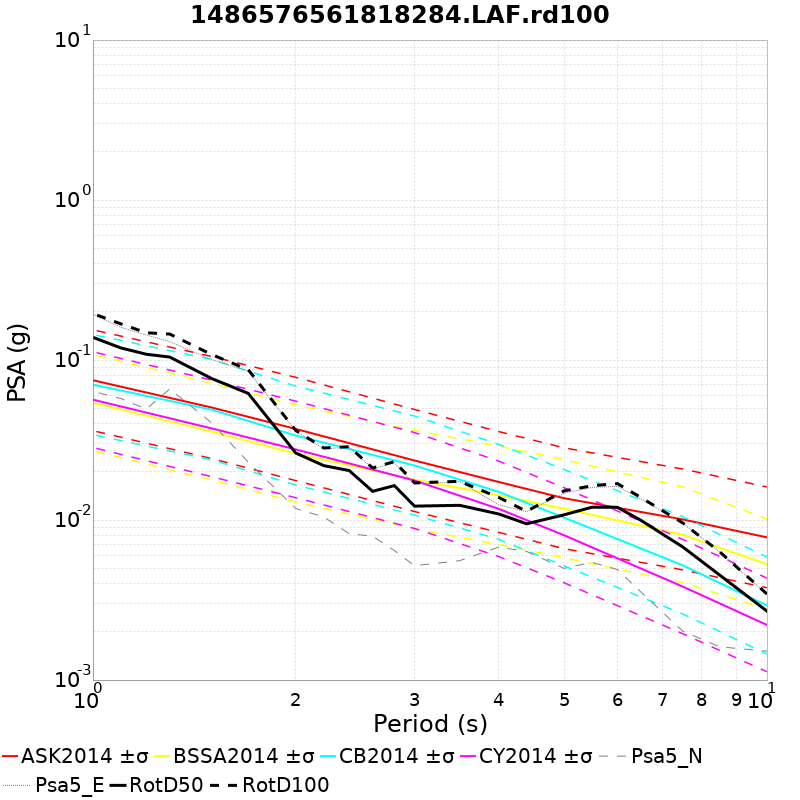 1486576561818284.LAF.rd100
10^1
10^0
10^-1
10^-2
10^-3
PSA (g)
10^0 2 3 4 5 6 7 8 9 10^1
Period (s)
ASK2014 ±σ BSSA2014 ±σ CB2014 ±σ CY2014 ±σ Psa5_N
Psa5_E RotD50 RotD100